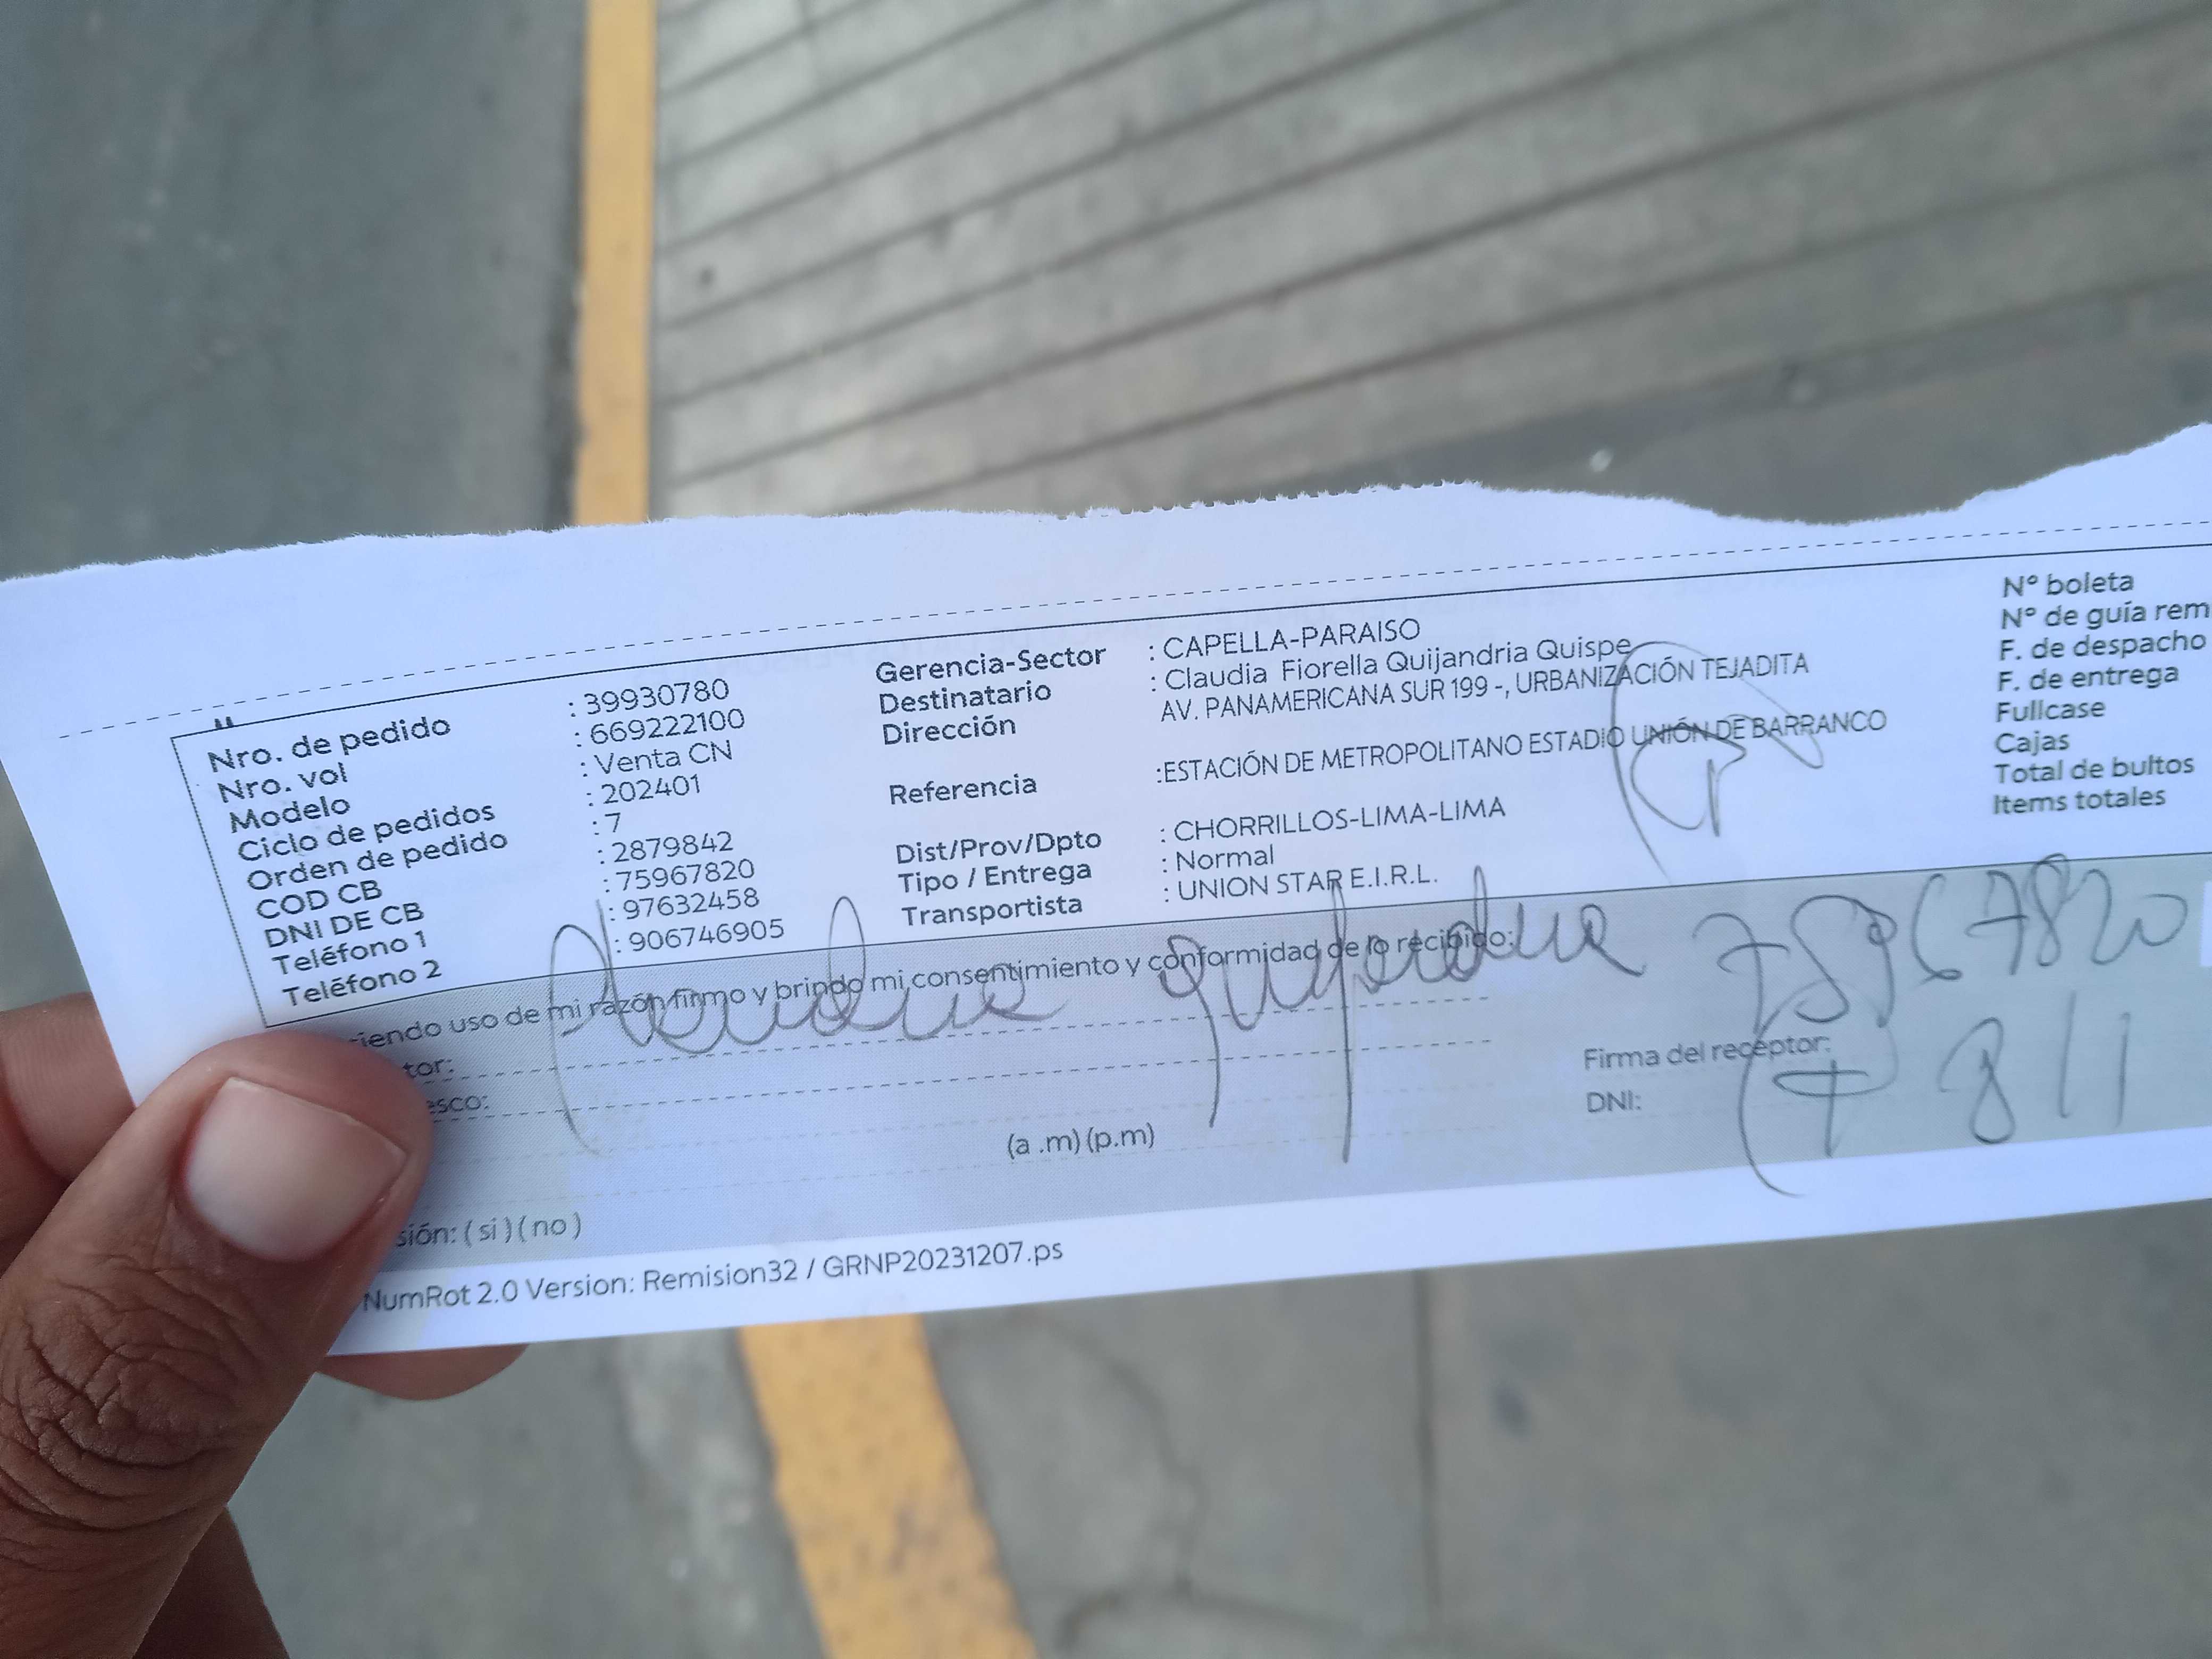 Nro. de pedido : 39930780
Nro. vol : 669222100
Modelo : Venta CN
Ciclo de pedidos : 202401
Orden de pedido : 7
COD CB : 2879842
DNI DE CB : 75967820
Teléfono 1 : 97632458
Teléfono 2 : 906746905
Gerencia-Sector : CAPELLA-PARAISO
Destinatario : Claudia Fiorella Quijandria Quispe
Dirección AV. PANAMERICANA SUR 199 -, URBANIZACIÓN TEJADITA
Referencia :ESTACIÓN DE METROPOLITANO ESTADIO UNIÓN DE BARRANCO
Dist/Prov/Dpto : CHORRILLOS-LIMA-LIMA
Tipo / Entrega : Normal
Transportista : UNION STAR E.I.R.L.
N° boleta
N° de guía rem
F. de despacho
F. de entrega
Fullcase
Cajas
Total de bultos
Items totales
iendo uso de mi razón firmo y brindo mi consentimiento y conformidad de lo recibido:
75967820
tor:
esco:
Firma del receptor:
DNI:
811
(a .m) (p.m)
sión: ( si ) ( no )
NumRot 2.0 Version: Remision32 / GRNP20231207.ps